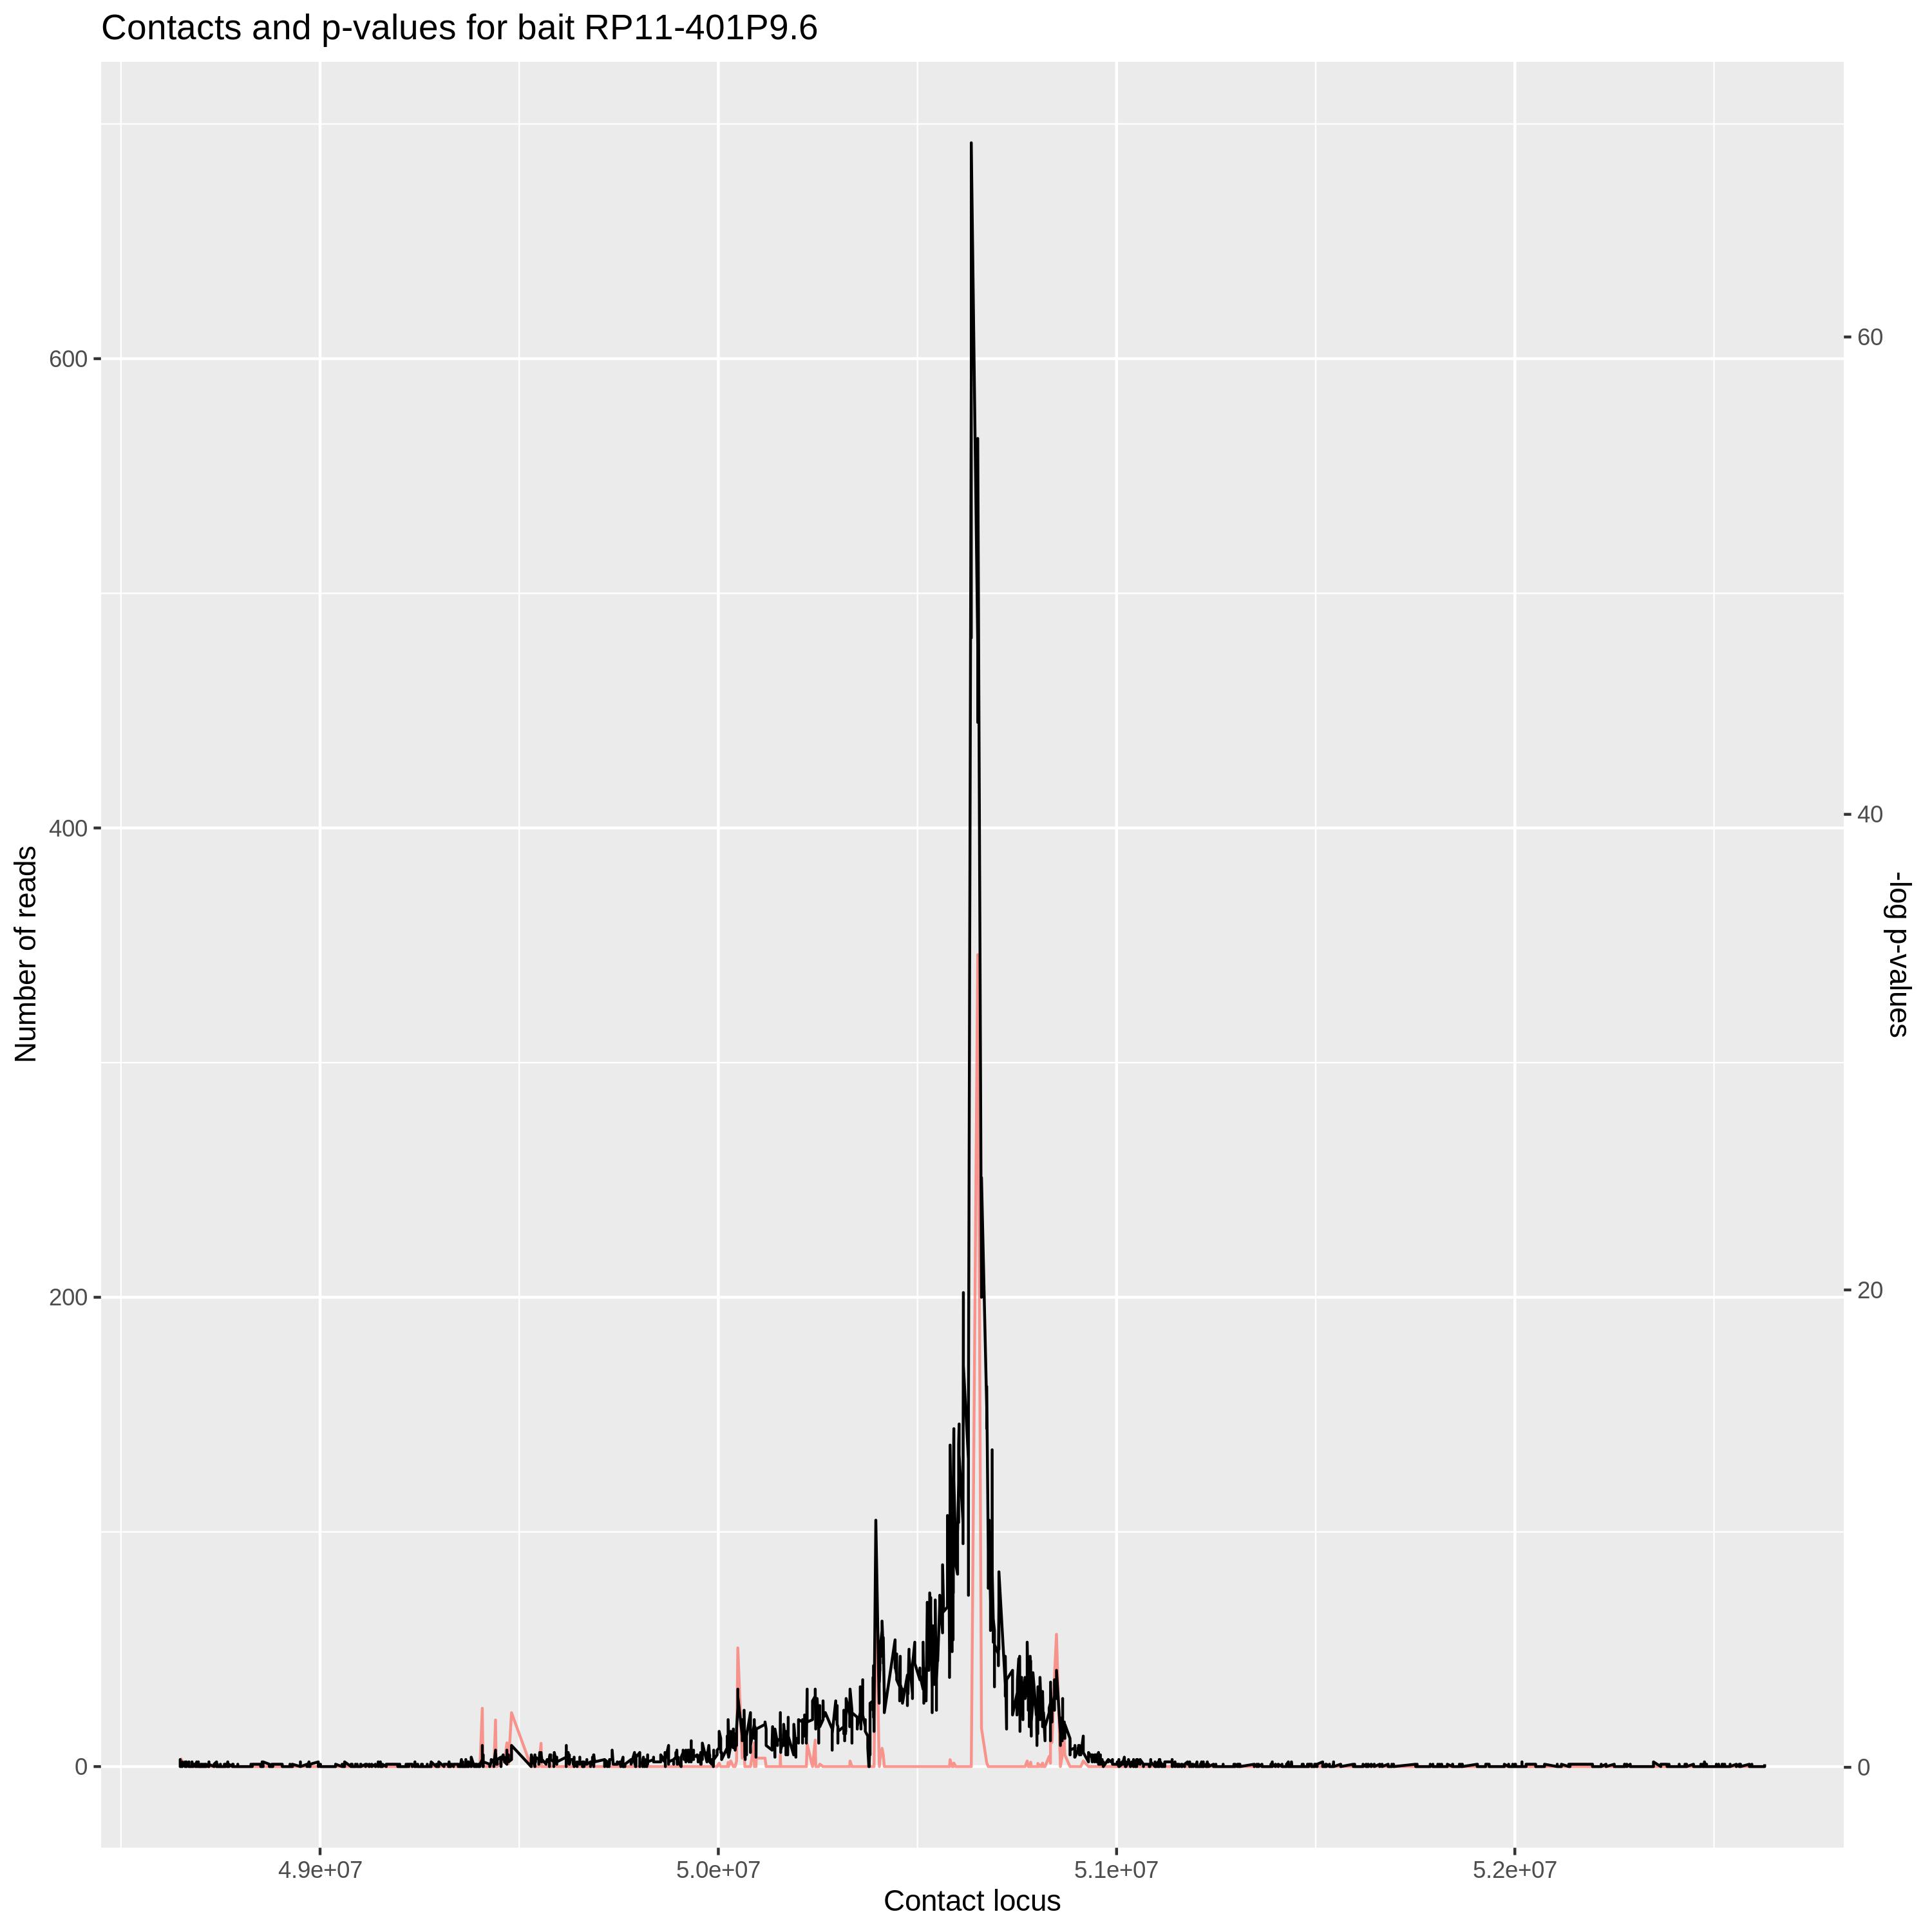 Contacts and p-values for bait RP11-401P9.6
600
400
200
0
Number of reads
60
40
20
0
-log p-values
4.9e+07 5.0e+07 5.1e+07 5.2e+07
Contact locus